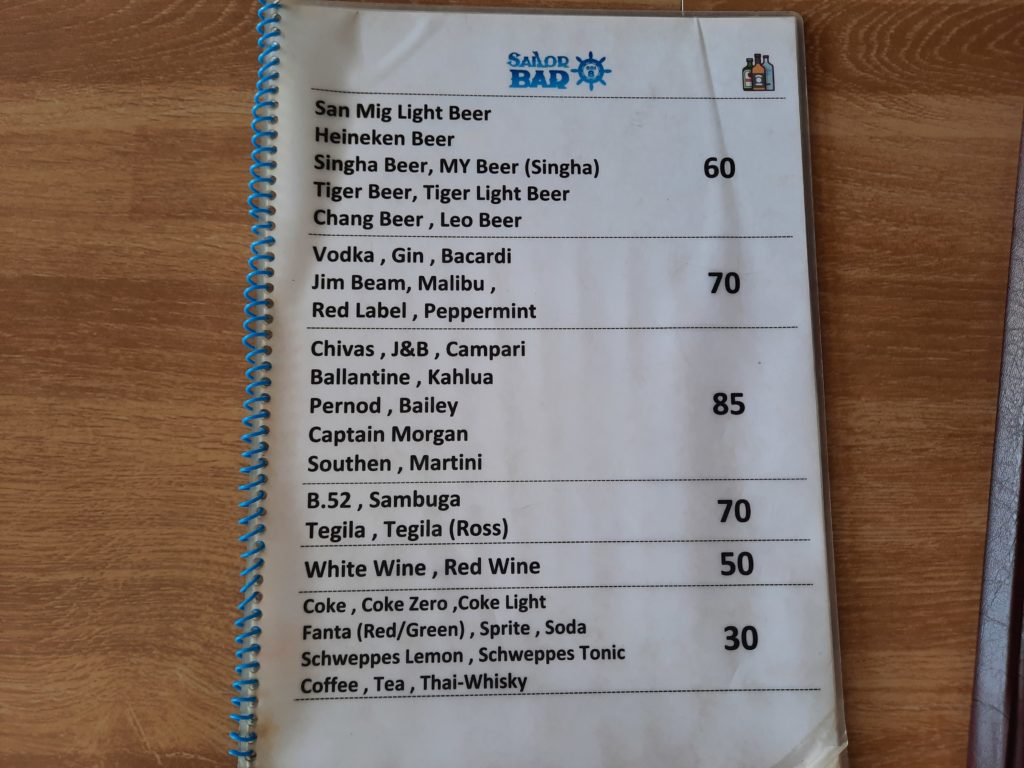 SAILOR
BAR
San Mig Light Beer
Heineken Beer
Singha Beer, MY Beer (Singha)
60
Tiger Beer, Tiger Light Beer
Chang Beer , Leo Beer
Vodka , Gin , Bacardi
Jim Beam, Malibu ,
70
Red Label , Peppermint
Chivas , J&B , Campari
Ballantine , Kahlua
Pernod , Bailey
85
Captain Morgan
Southen , Martini
B.52 , Sambuga
70
Tegila , Tegila (Ross)
White Wine , Red Wine
50
Coke , Coke Zero ,Coke Light
Fanta (Red/Green) , Sprite , Soda
30
Schweppes Lemon , Schweppes Tonic
Coffee , Tea , Thai-Whisky